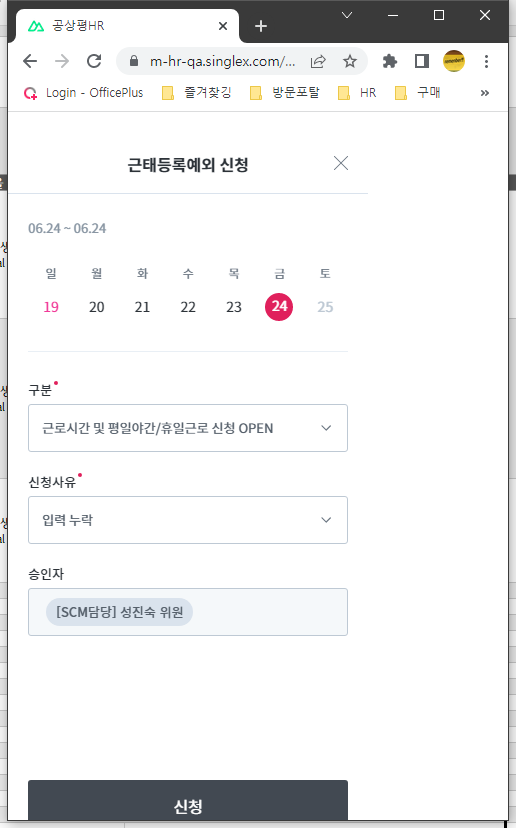 공상평HR
m-hr-qa.singlex.com/...
Login - OfficePlus
즐겨찾깅
방문포탈
HR
구매
»
근태등록예외 신청
06.24 ~ 06.24
일 월 화 수 목 금 토
19 20 21 22 23 24 25
구분
근로시간 및 평일야간/휴일근로 신청 OPEN
신청사유
입력 누락
승인자
[SCM담당] 성진숙 위원
신청